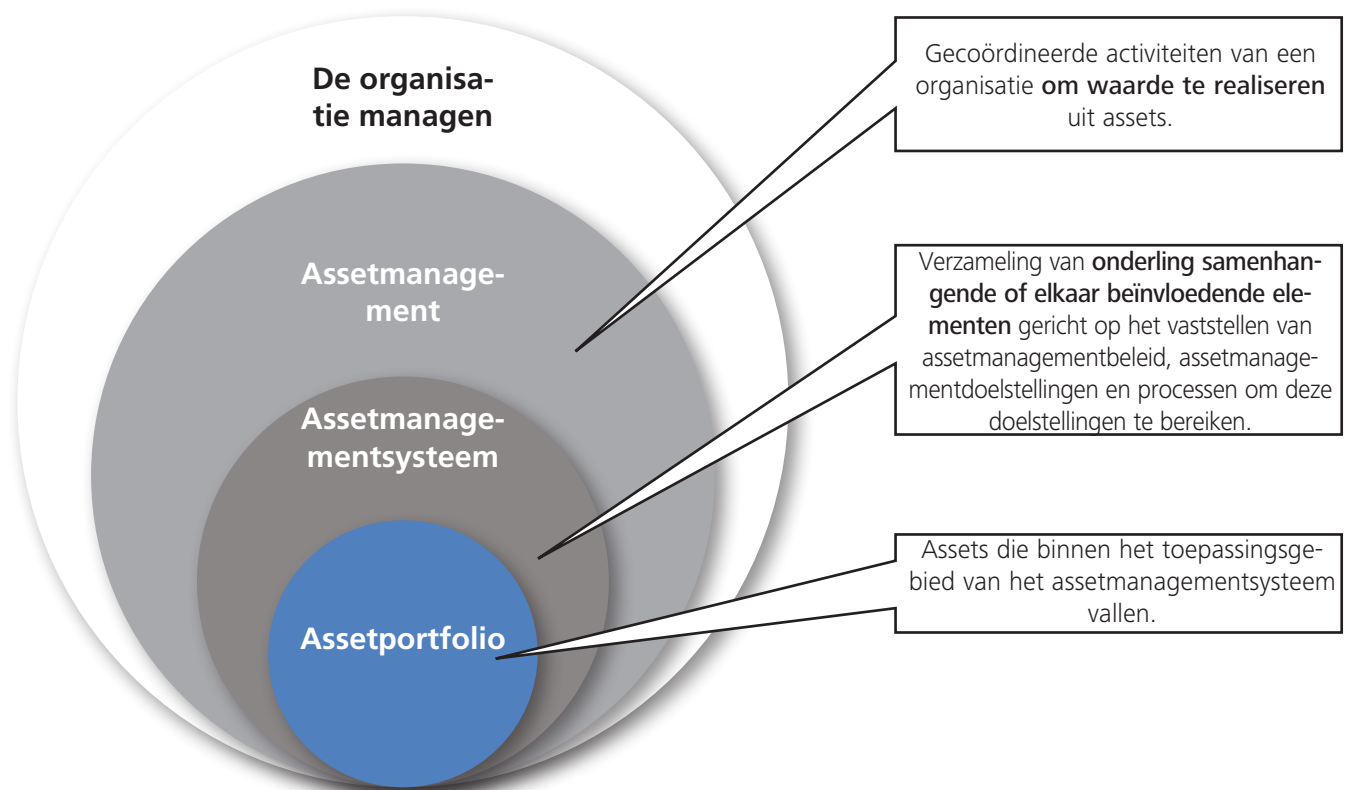 De organisa-
tie managen
Assetmanage-
ment
Assetmanage-
mentsysteem
Assetportfolio
Gecoördineerde activiteiten van een
organisatie om waarde te realiseren
uit assets.
Verzameling van onderling samenhan-
gende of elkaar beïnvloedende ele-
menten gericht op het vaststellen van
assetmanagementbeleid, assetmanage-
mentdoelstellingen en processen om deze
doelstellingen te bereiken.
Assets die binnen het toepassingsge-
bied van het assetmanagementsysteem
vallen.